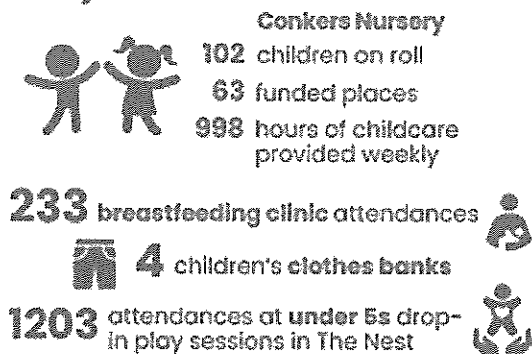 Conkers Nursery
102 children on roll
63 funded places
998 hours of childcare
provided weekly
233 breastfeeding clinic attendances
4 children's clothes banks
1203 attendances at under 5s drop-
in play sessions in The Nest